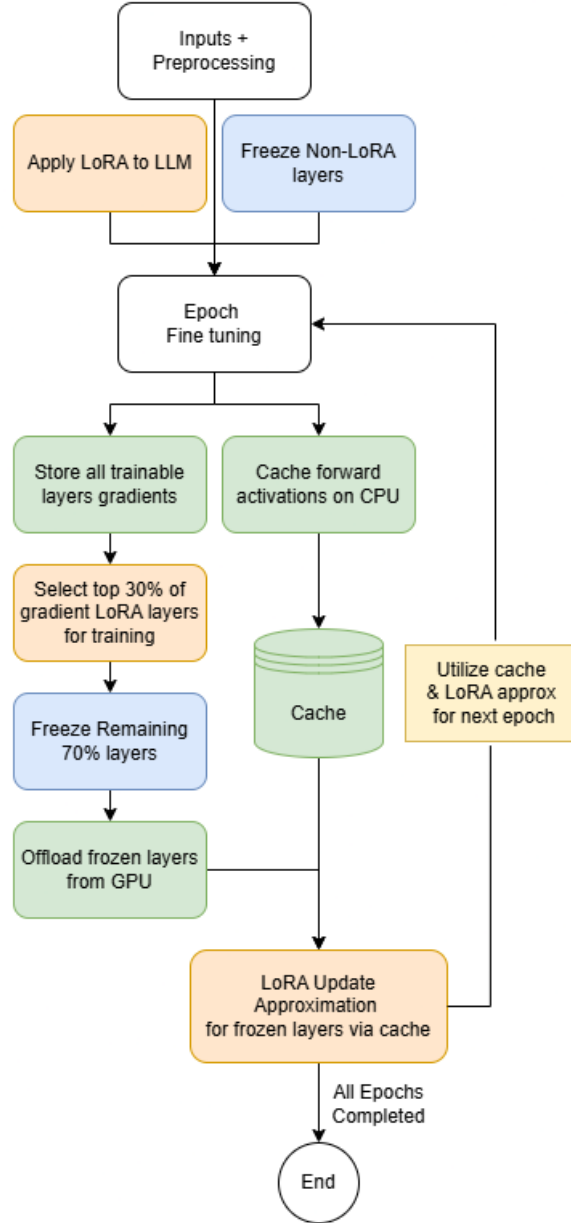 Inputs +
Preprocessing
Apply LoRA to LLM
Freeze Non-LoRA
layers
Epoch
Fine tuning
Store all trainable
layers gradients
Cache forward
activations on CPU
Select top 30% of
gradient LoRA layers
for training
Utilize cache
& LoRA approx
for next epoch
Cache
Freeze Remaining
70% layers
Offload frozen layers
from GPU
LoRA Update
Approximation
for frozen layers via cache
All Epochs
Completed
End